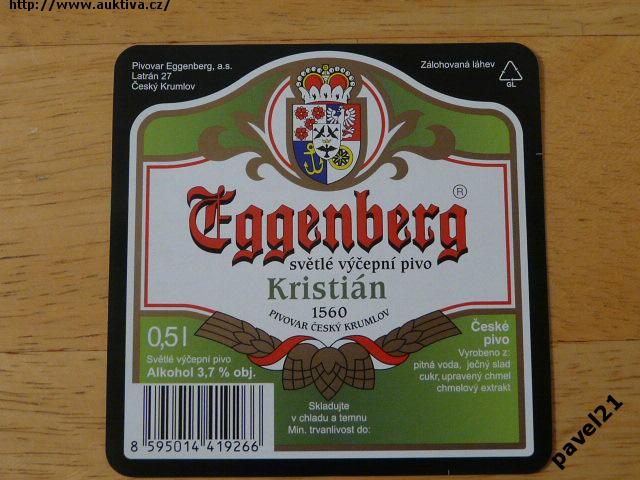 http://www.auktiva.cz/
Pivovar Eggenberg, a.s.
Latrán 27
Český Krumlov
Zálohovaná láhev
GL
Eggenberg ®
světlé výčepní pivo
Kristián
1560
PIVOVAR ČESKÝ KRUMLOV
0,5 l
Světlé výčepní pivo
Alkohol 3,7 % obj.
České
pivo
Vyrobeno z:
pitná voda, ječný slad
cukr, upravený chmel
chmelový extrakt
Skladujte
v chladu a temnu
Min. trvanlivost do:
8 595014 419266
pavel21